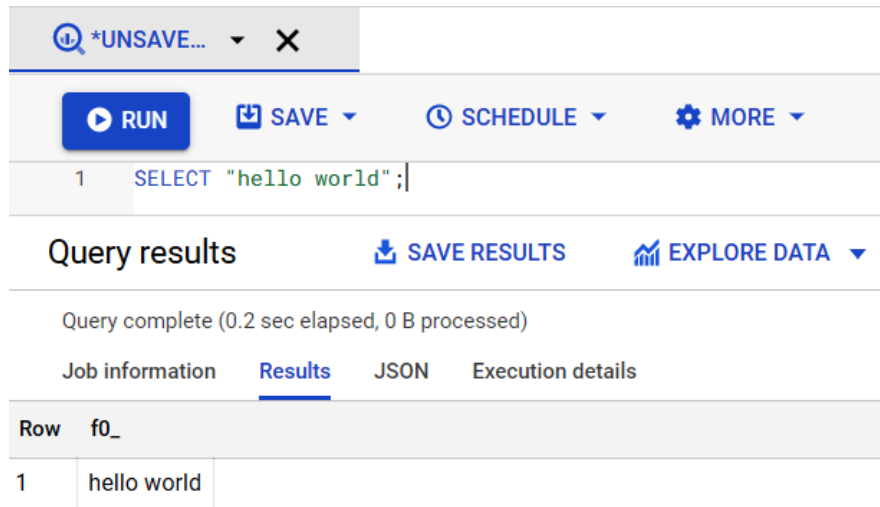 *UNSAVE...
RUN SAVE SCHEDULE MORE
1 SELECT "hello world";
Query results SAVE RESULTS EXPLORE DATA
Query complete (0.2 sec elapsed, 0 B processed)
Job information Results JSON Execution details
Row f0_
1 hello world